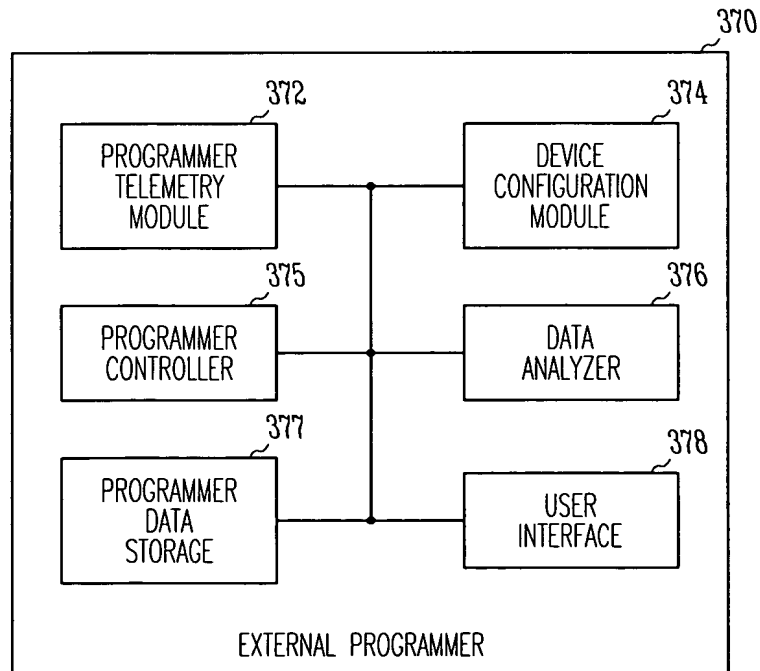 370
372
PROGRAMMER
TELEMETRY
MODULE
374
DEVICE
CONFIGURATION
MODULE
375
PROGRAMMER
CONTROLLER
376
DATA
ANALYZER
377
PROGRAMMER
DATA
STORAGE
378
USER
INTERFACE
EXTERNAL PROGRAMMER